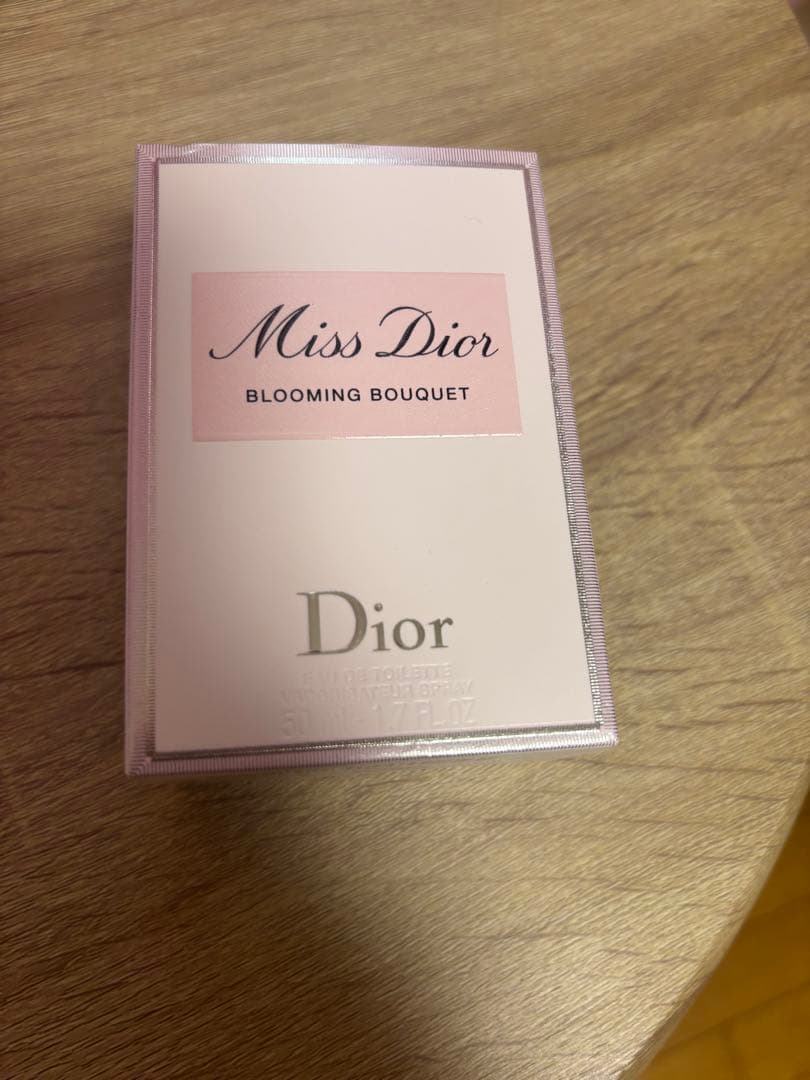 Miss Dior
BLOOMING BOUQUET
Dior
EAU DE TOILETTE
VAPORISATEUR SPRAY
50 ml - 1.7 FL.OZ